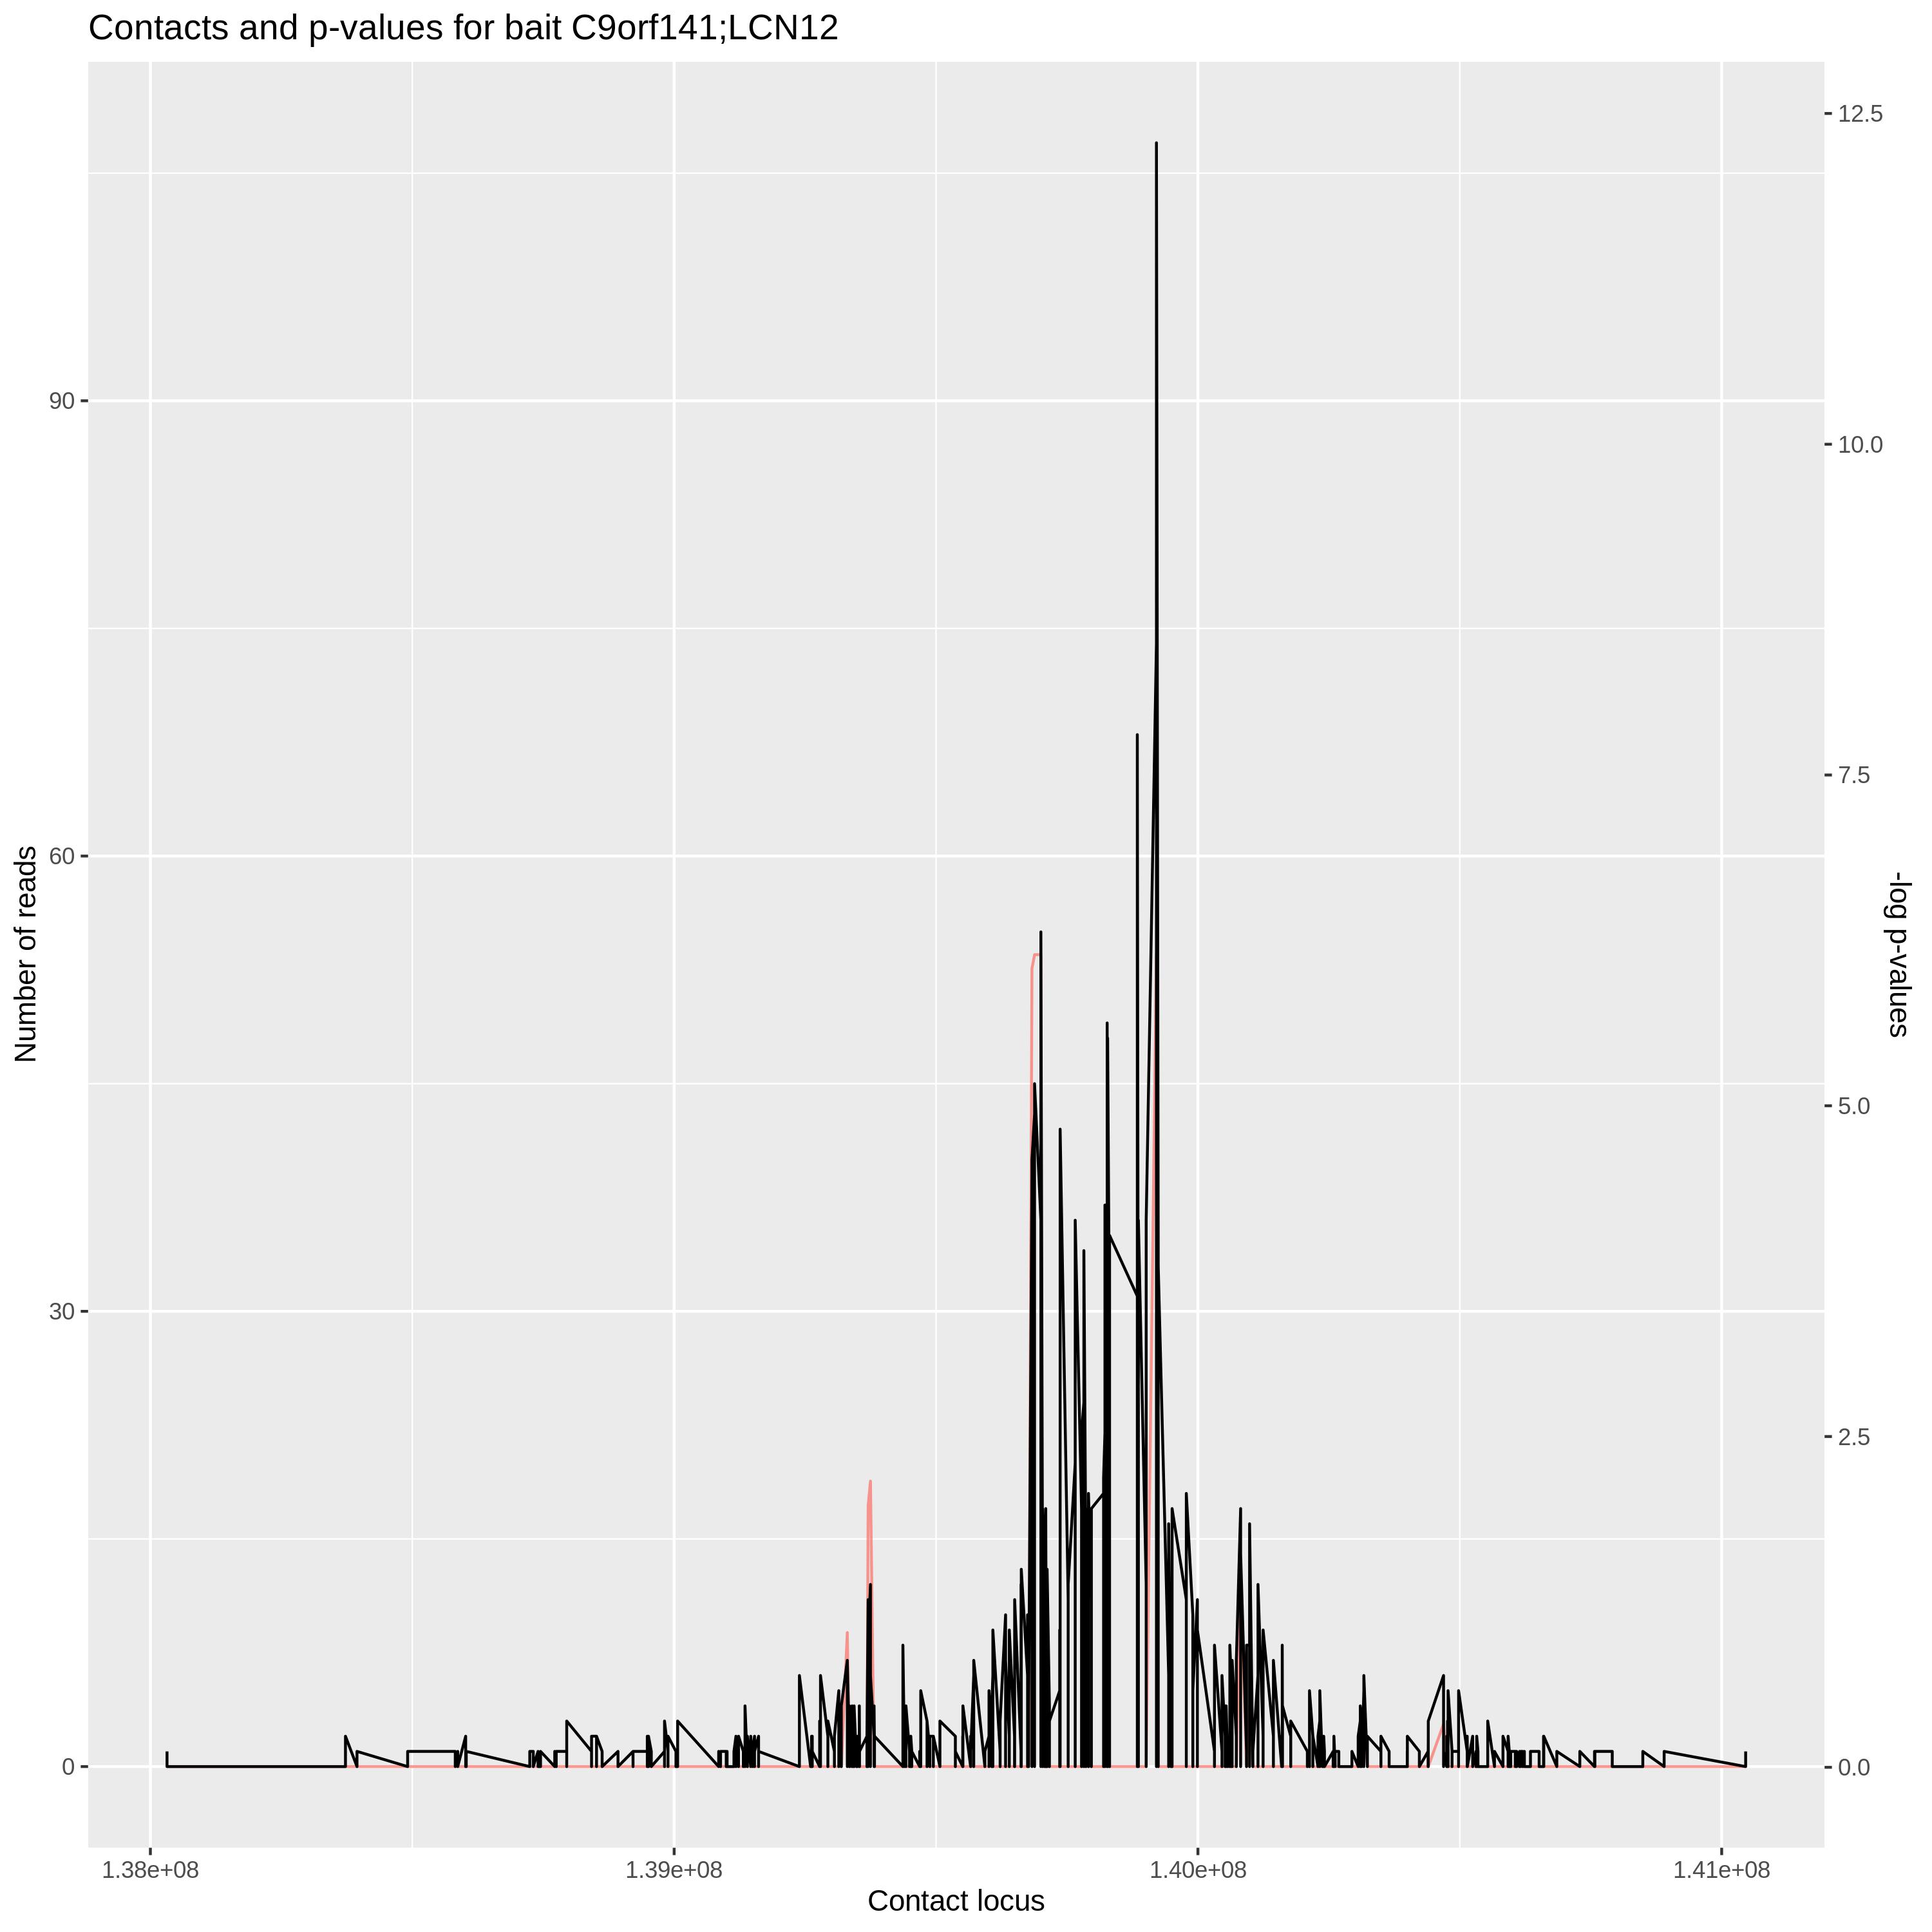 Contacts and p-values for bait C9orf141;LCN12
12.5
90
10.0
7.5
60
Number of reads
-log p-values
5.0
30
2.5
0
0.0
1.38e+08
1.39e+08
1.40e+08
1.41e+08
Contact locus